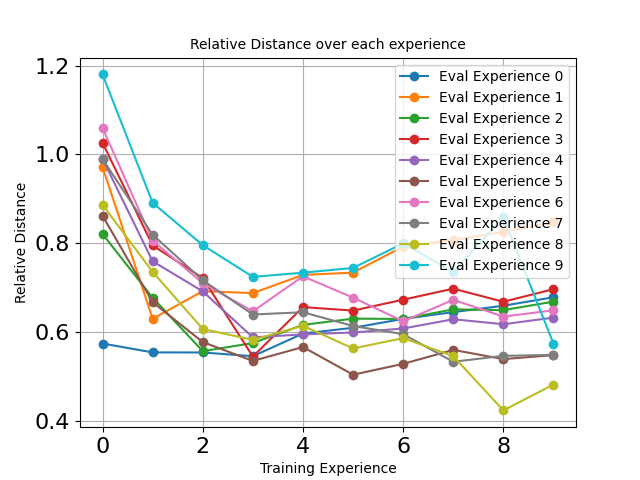 Relative Distance over each experience
Relative Distance
1.2
1.0
0.8
0.6
0.4
Eval Experience 0
Eval Experience 1
Eval Experience 2
Eval Experience 3
Eval Experience 4
Eval Experience 5
Eval Experience 6
Eval Experience 7
Eval Experience 8
Eval Experience 9
0 2 4 6 8
Training Experience